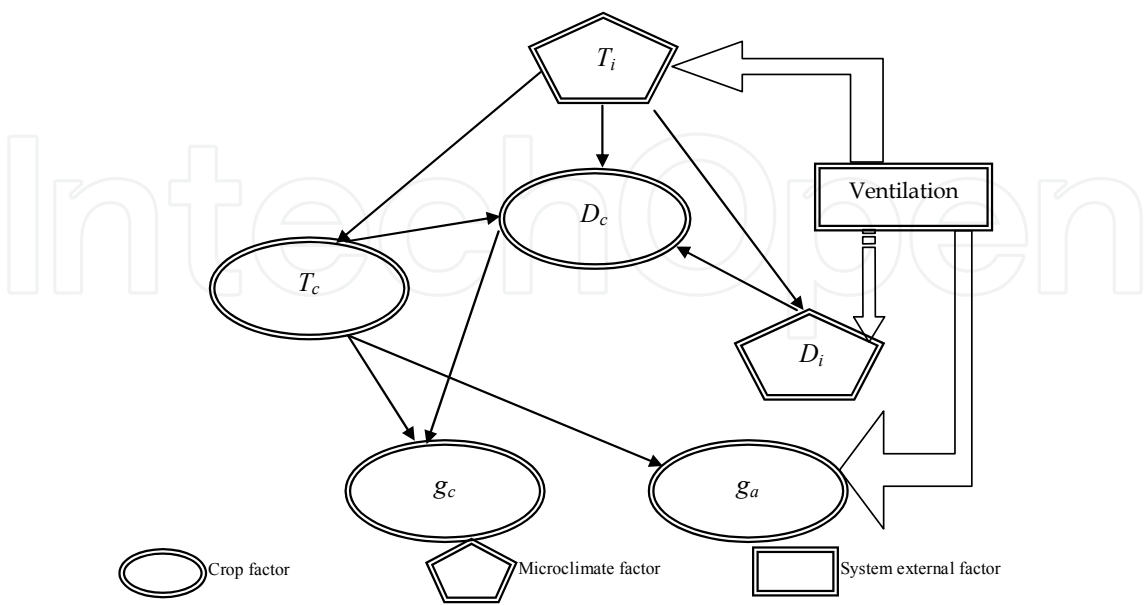 IntechOpen
Ti
Ventilation
Dc
Tc
Di
gc
ga
Crop factor
Microclimate factor
System external factor